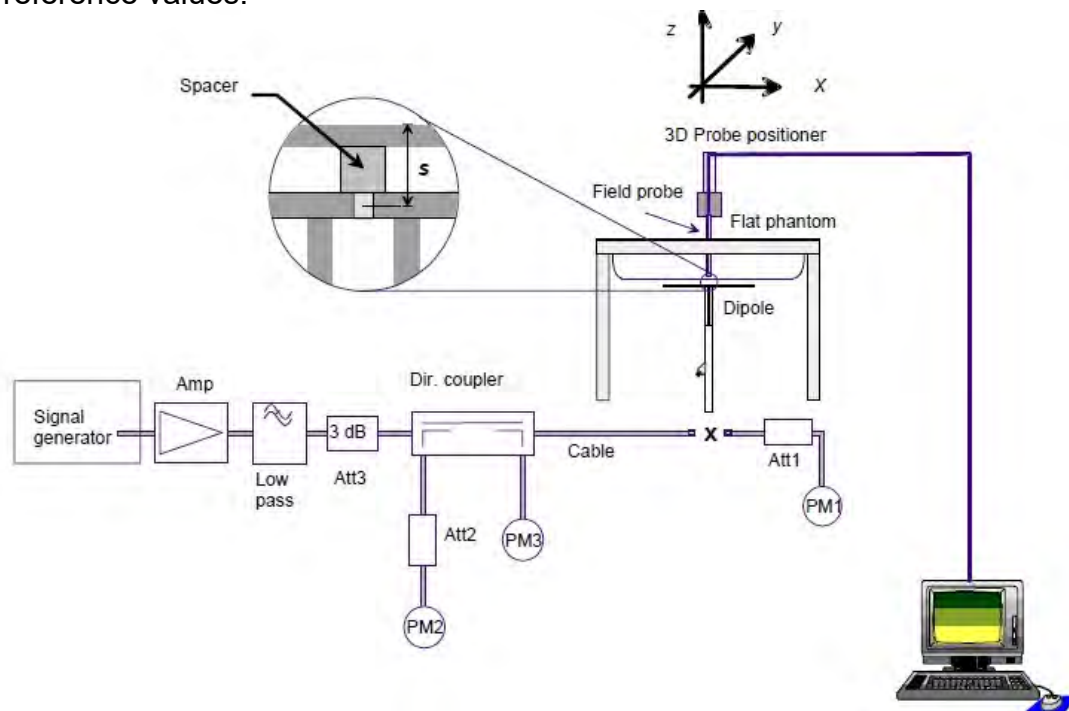 reference values.
z
y
X
Spacer
s
3D Probe positioner
Field probe
Flat phantom
Dipole
Dir. coupler
Amp
Signal
generator
3 dB
Att3
Low
pass
Cable
x
Att1
PM1
Att2
PM3
PM2